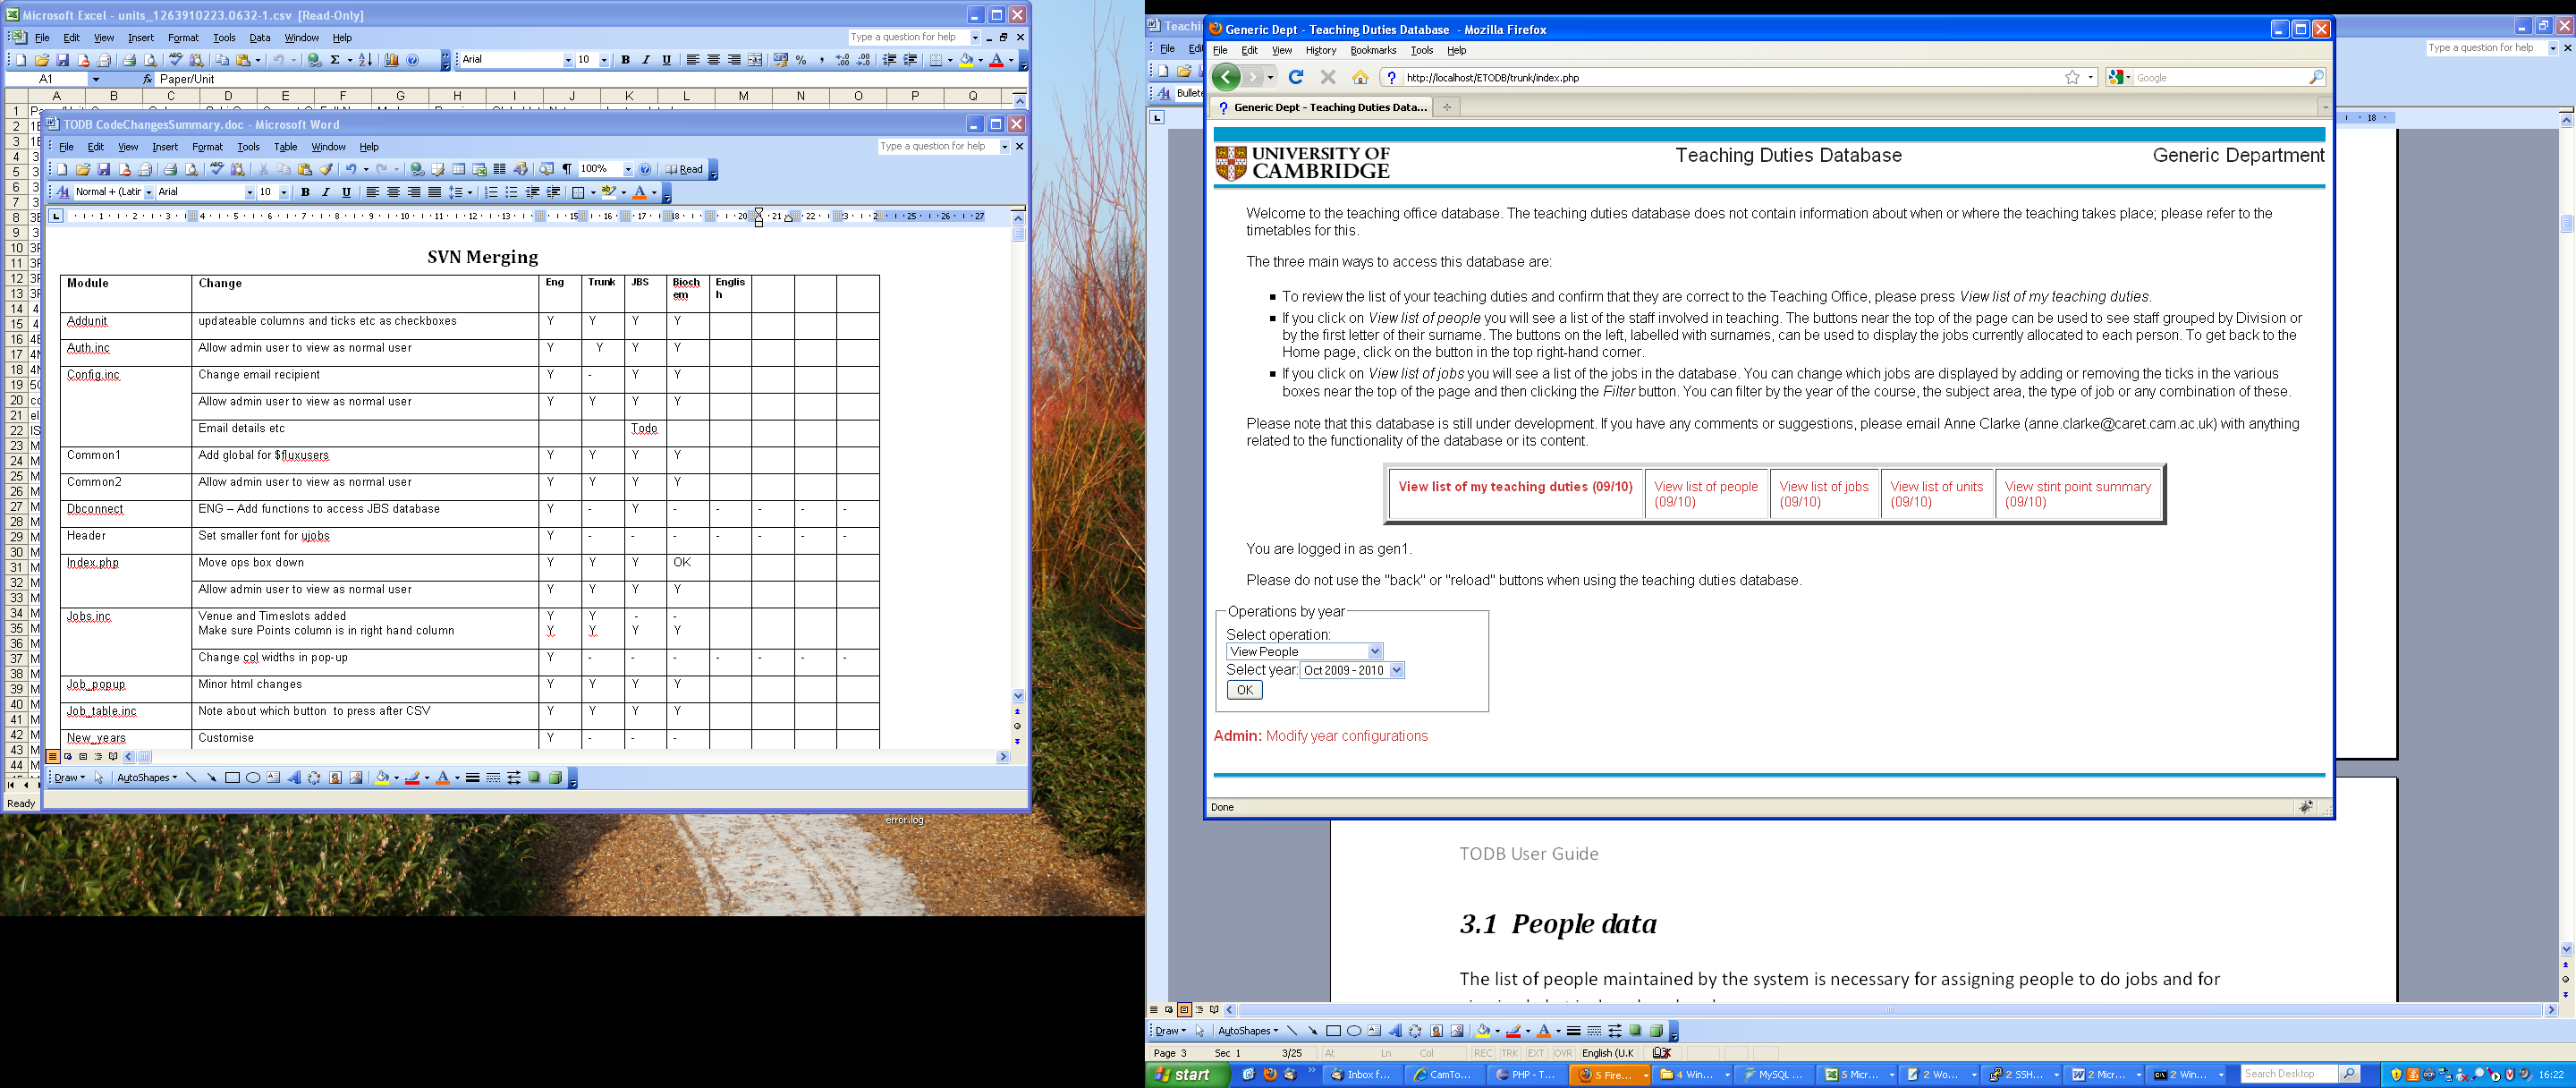 Microsoft Excel - units_1263910223.0632-1.csv [Read-Only]
File Edit View Insert Format Tools Data Window Help
Type a question for help
Arial 10
A1 Paper/Unit
A B C D E F G H I J K L M N O P Q
TODB CodeChangesSummary.doc - Microsoft Word
File Edit View Insert Format Tools Table Window Help
Type a question for help
100% Read
Normal + (Latir Arial 10
SVN Merging
Module Change Eng Trunk JBS Bioch em Englis h
Addunit updateable columns and ticks etc as checkboxes Y Y Y Y
Auth.inc Allow admin user to view as normal user Y Y Y Y
Config.inc Change email recipient Y - Y Y
Allow admin user to view as normal user Y Y Y Y
Email details etc Todo
Common1 Add global for $fluxusers Y Y Y Y
Common2 Allow admin user to view as normal user Y Y Y Y
Dbconnect ENG – Add functions to access JBS database Y - Y - - - - -
Header Set smaller font for ujobs Y - - - - - - -
Index.php Move ops box down Y Y Y OK
Allow admin user to view as normal user Y Y Y Y
Jobs.inc Venue and Timeslots added Y Y - -
Make sure Points column is in right hand column Y Y Y Y
Change col widths in pop-up Y - - - - - - -
Job_popup Minor html changes Y Y Y Y
Job_table.inc Note about which button to press after CSV Y Y Y Y
New_years Customise Y - - -
Draw AutoShapes
Ready
error.log
Generic Dept - Teaching Duties Database - Mozilla Firefox
File Edit View History Bookmarks Tools Help
http://localhost/ETODB/trunk/index.php
Google
Generic Dept - Teaching Duties Data...
UNIVERSITY OF
CAMBRIDGE
Teaching Duties Database
Generic Department
Welcome to the teaching office database. The teaching duties database does not contain information about when or where the teaching takes place; please refer to the
timetables for this.
The three main ways to access this database are:
To review the list of your teaching duties and confirm that they are correct to the Teaching Office, please press View list of my teaching duties.
If you click on View list of people you will see a list of the staff involved in teaching. The buttons near the top of the page can be used to see staff grouped by Division or
by the first letter of their surname. The buttons on the left, labelled with surnames, can be used to display the jobs currently allocated to each person. To get back to the
Home page, click on the button in the top right-hand corner.
If you click on View list of jobs you will see a list of the jobs in the database. You can change which jobs are displayed by adding or removing the ticks in the various
boxes near the top of the page and then clicking the Filter button. You can filter by the year of the course, the subject area, the type of job or any combination of these.
Please note that this database is still under development. If you have any comments or suggestions, please email Anne Clarke (anne.clarke@caret.cam.ac.uk) with anything
related to the functionality of the database or its content.
View list of my teaching duties (09/10)
View list of people (09/10)
View list of jobs (09/10)
View list of units (09/10)
View stint point summary (09/10)
You are logged in as gen1.
Please do not use the "back" or "reload" buttons when using the teaching duties database.
Operations by year
Select operation:
View People
Select year: Oct 2009 - 2010
OK
Admin: Modify year configurations
Done
Type a question for help
TODB User Guide
3.1 People data
The list of people maintained by the system is necessary for assigning people to do jobs and for
Draw AutoShapes
Page 3 Sec 1 3/25 At Ln Col REC TRK EXT OVR English (U.K
start Inbox f... CamTo... PHP - T... 5 Fire... 4 Win... MySQL ... 5 Micr... 2 Wo... 2 SSH... 2 Micr... 2 Win... Search Desktop 16:22